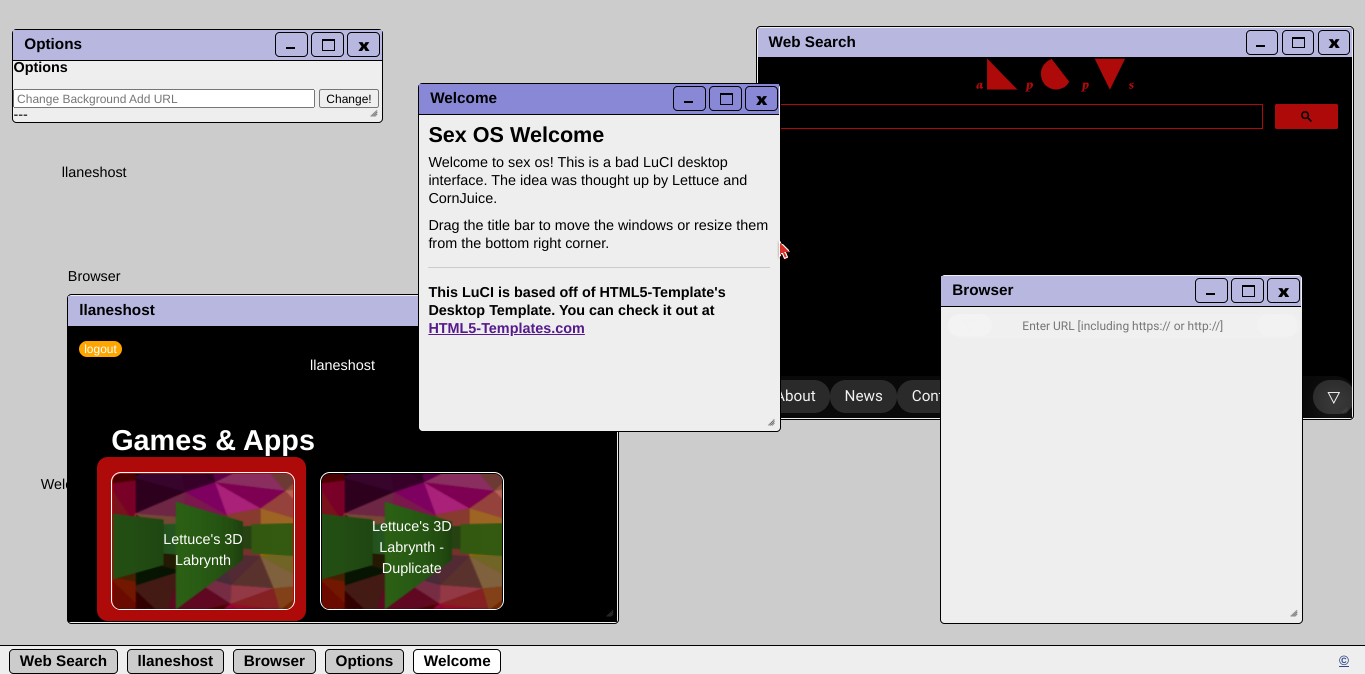 Options
Options
Change Background Add URL
Change!
---
llaneshost
Browser
Welcome
Sex OS Welcome
Welcome to sex os! This is a bad LuCI desktop
interface. The idea was thought up by Lettuce and
CornJuice.
Drag the title bar to move the windows or resize them
from the bottom right corner.
This LuCI is based off of HTML5-Template's
Desktop Template. You can check it out at
HTML5-Templates.com
Web Search
a p p s
About News Con
▽
Browser
Enter URL [including https:// or http://]
llaneshost
logout
llaneshost
Games & Apps
Welc
Lettuce's 3D
Labrynth
Lettuce's 3D
Labrynth -
Duplicate
Web Search llaneshost Browser Options Welcome ©